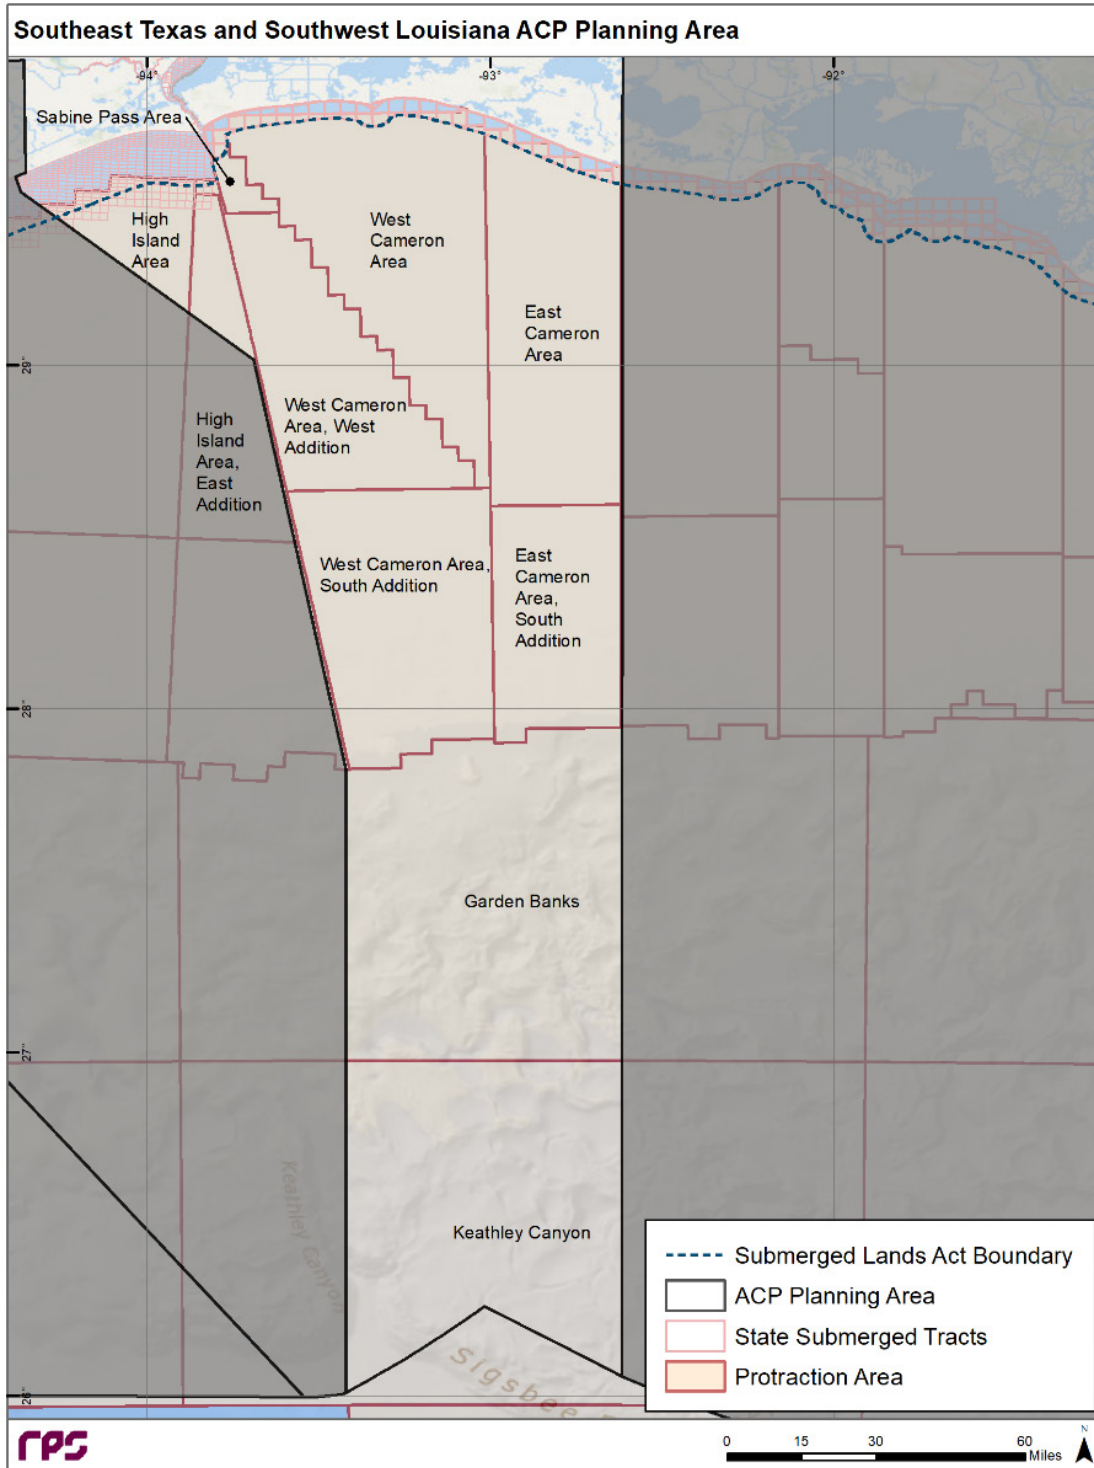 Southeast Texas and Southwest Louisiana ACP Planning Area
-94°
-93°
-92°
Sabine Pass Area
High
Island
Area
West
Cameron
Area
East
Cameron
Area
29°
West Cameron
Area, West
Addition
High
Island
Area,
East
Addition
West Cameron Area,
South Addition
East
Cameron
Area,
South
Addition
28°
Garden Banks
27°
Keathley Canyon
Keathley Canyon
Sigsbee
26°
Submerged Lands Act Boundary
ACP Planning Area
State Submerged Tracts
Protraction Area
rps
0 15 30 60
Miles
N